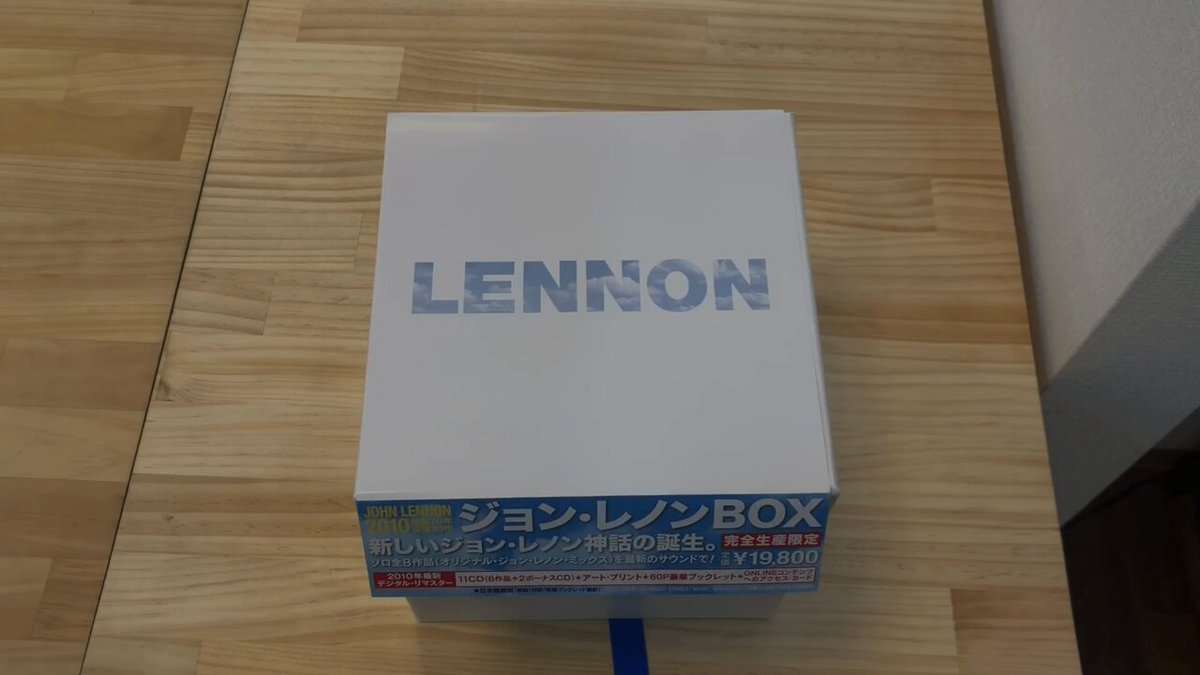 LENNON
JOHN LENNON
2010
ジョン・レノンBOX
新しいジョン・レノン神話の誕生。
完全生産限定
ソロ全8作品(オリジナル・ジョン・レノン・ミックス)を最新のサウンドで!
定価 ¥19,800
2010年最新
デジタル・リマスター
11CD(8作品+2ボーナスCD)+アート・プリント+60P豪華ブックレット+
ONLINEコンテンツ
へのアクセス・カード